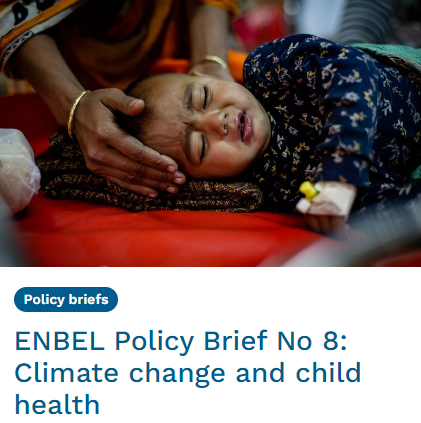 Policy briefs
ENBEL Policy Brief No 8:
Climate change and child
health